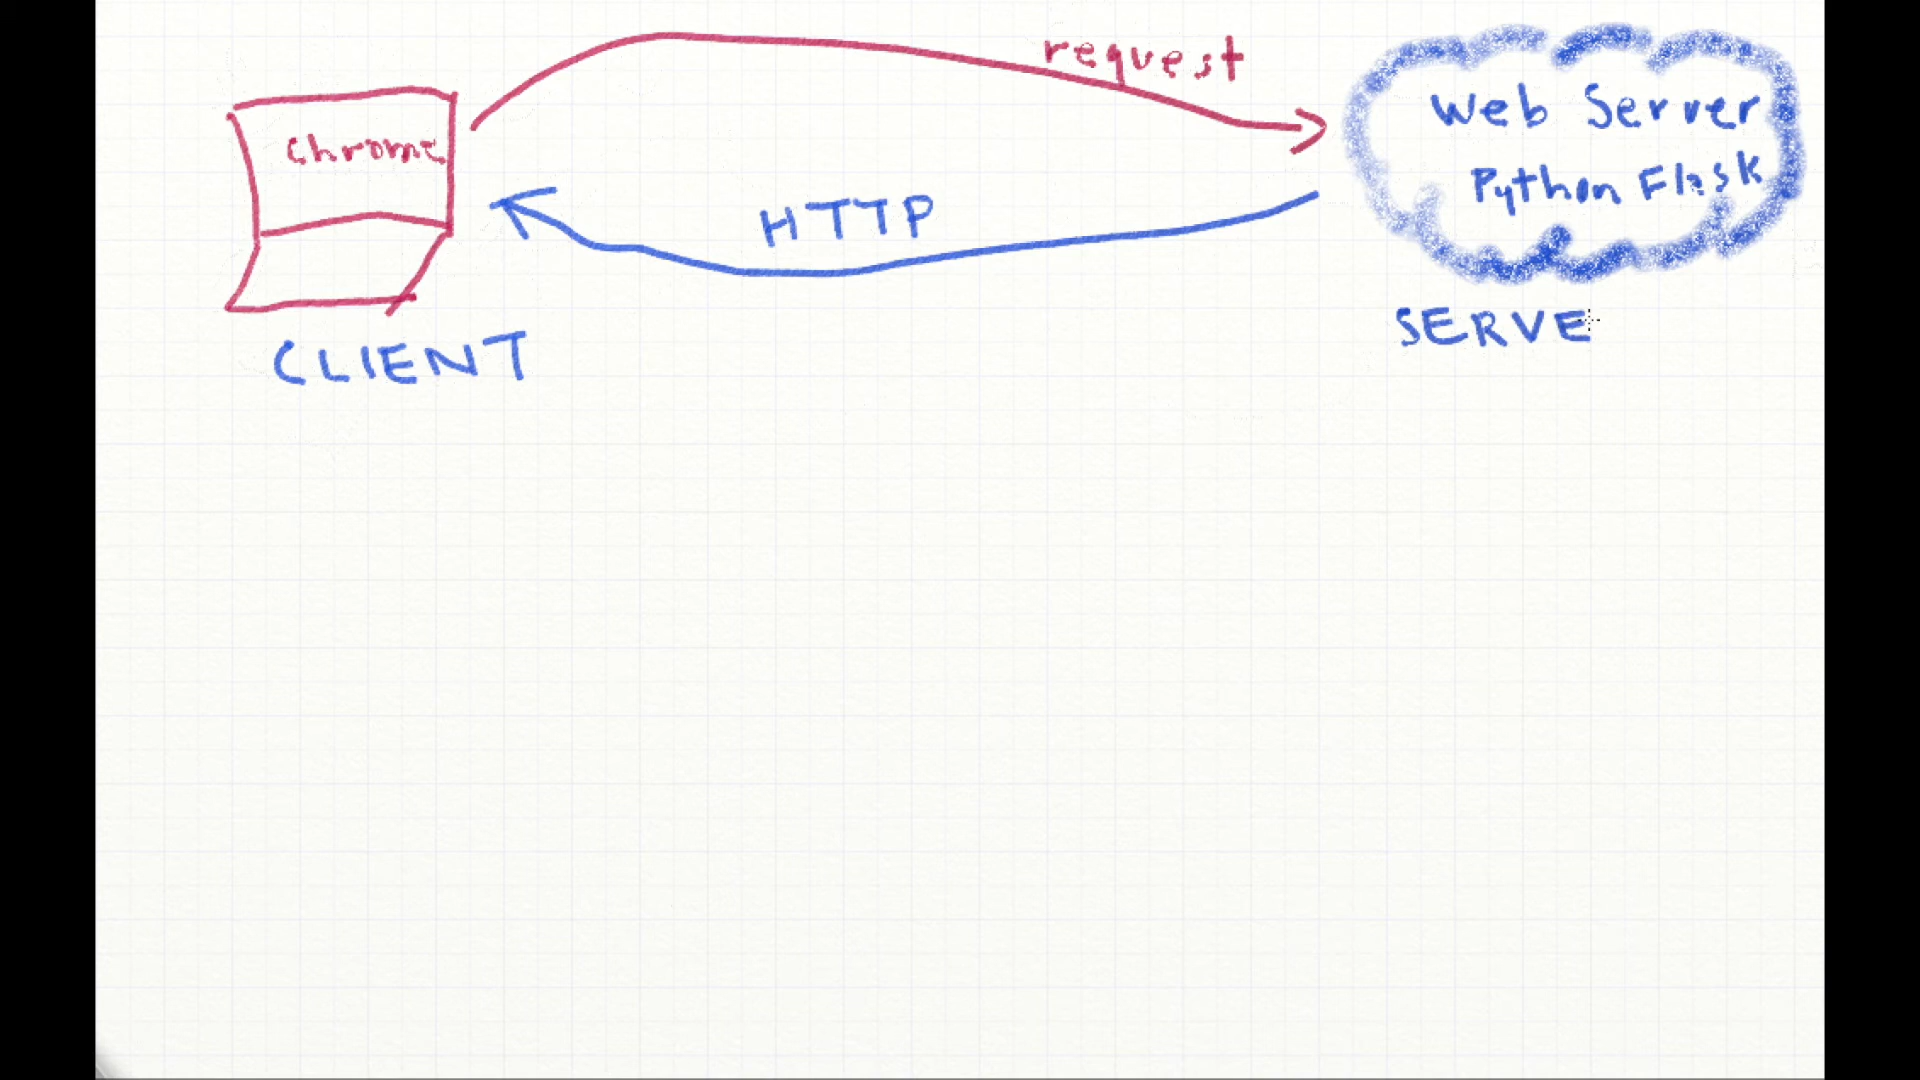 request
Chrome
Web Server
Python Flask
HTTP
CLIENT
SERVE